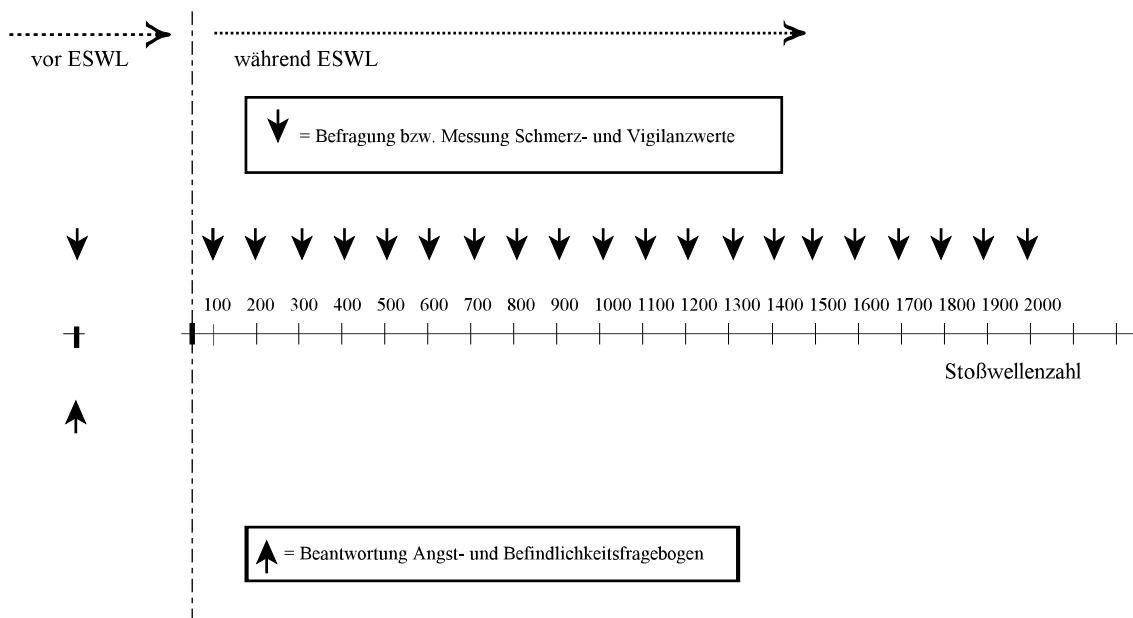 vor ESWL
während ESWL
= Befragung bzw. Messung Schmerz- und Vigilanzwerte
100 200 300 400 500 600 700 800 900 1000 1100 1200 1300 1400 1500 1600 1700 1800 1900 2000
Stoßwellenzahl
= Beantwortung Angst- und Befindlichkeitsfragebogen